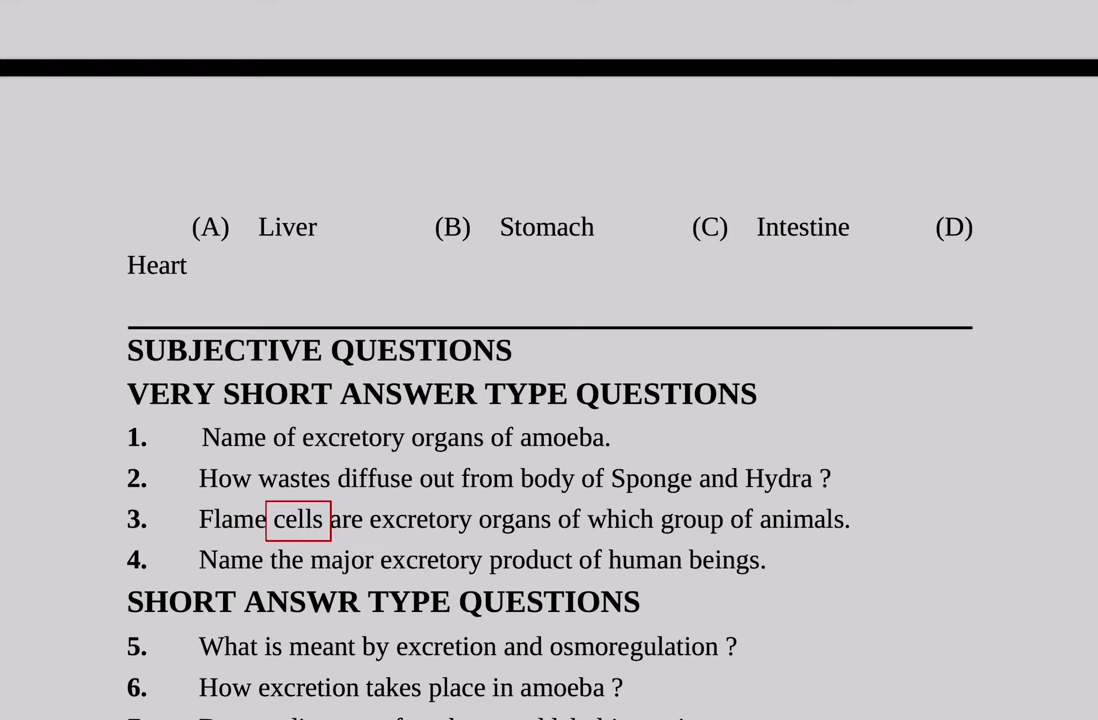 (A) Liver (B) Stomach (C) Intestine (D)
Heart
SUBJECTIVE QUESTIONS
VERY SHORT ANSWER TYPE QUESTIONS
1. Name of excretory organs of amoeba.
2. How wastes diffuse out from body of Sponge and Hydra ?
3. Flame cells are excretory organs of which group of animals.
4. Name the major excretory product of human beings.
SHORT ANSWR TYPE QUESTIONS
5. What is meant by excretion and osmoregulation ?
6. How excretion takes place in amoeba ?